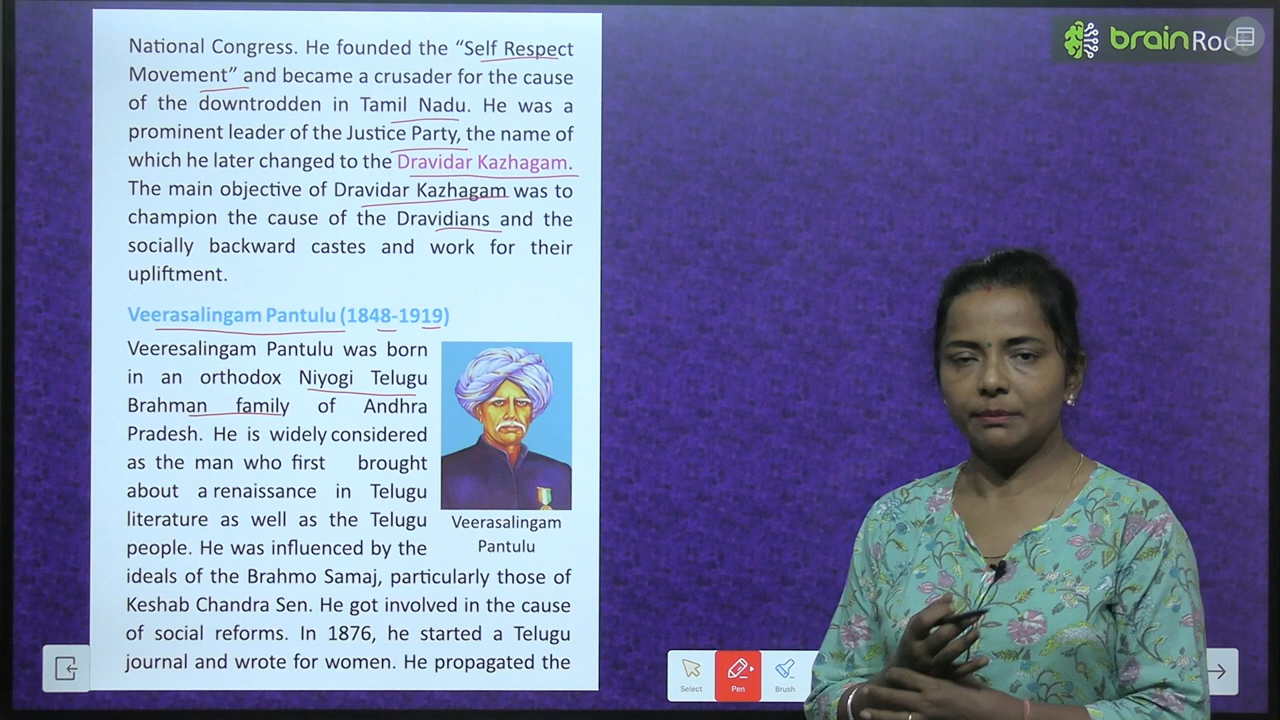 National Congress. He founded the “Self Respect
Movement” and became a crusader for the cause
of the downtrodden in Tamil Nadu. He was a
prominent leader of the Justice Party, the name of
which he later changed to the Dravidar Kazhagam.
The main objective of Dravidar Kazhagam was to
champion the cause of the Dravidians and the
socially backward castes and work for their
upliftment.
Veerasalingam Pantulu (1848-1919)
Veeresalingam Pantulu was born
in an orthodox Niyogi Telugu
Brahman family of Andhra
Pradesh. He is widely considered
as the man who first brought
about a renaissance in Telugu
literature as well as the Telugu
people. He was influenced by the
ideals of the Brahmo Samaj, particularly those of
Keshab Chandra Sen. He got involved in the cause
of social reforms. In 1876, he started a Telugu
journal and wrote for women. He propagated the
Veerasalingam
Pantulu
brain
Select
Pen
Brush